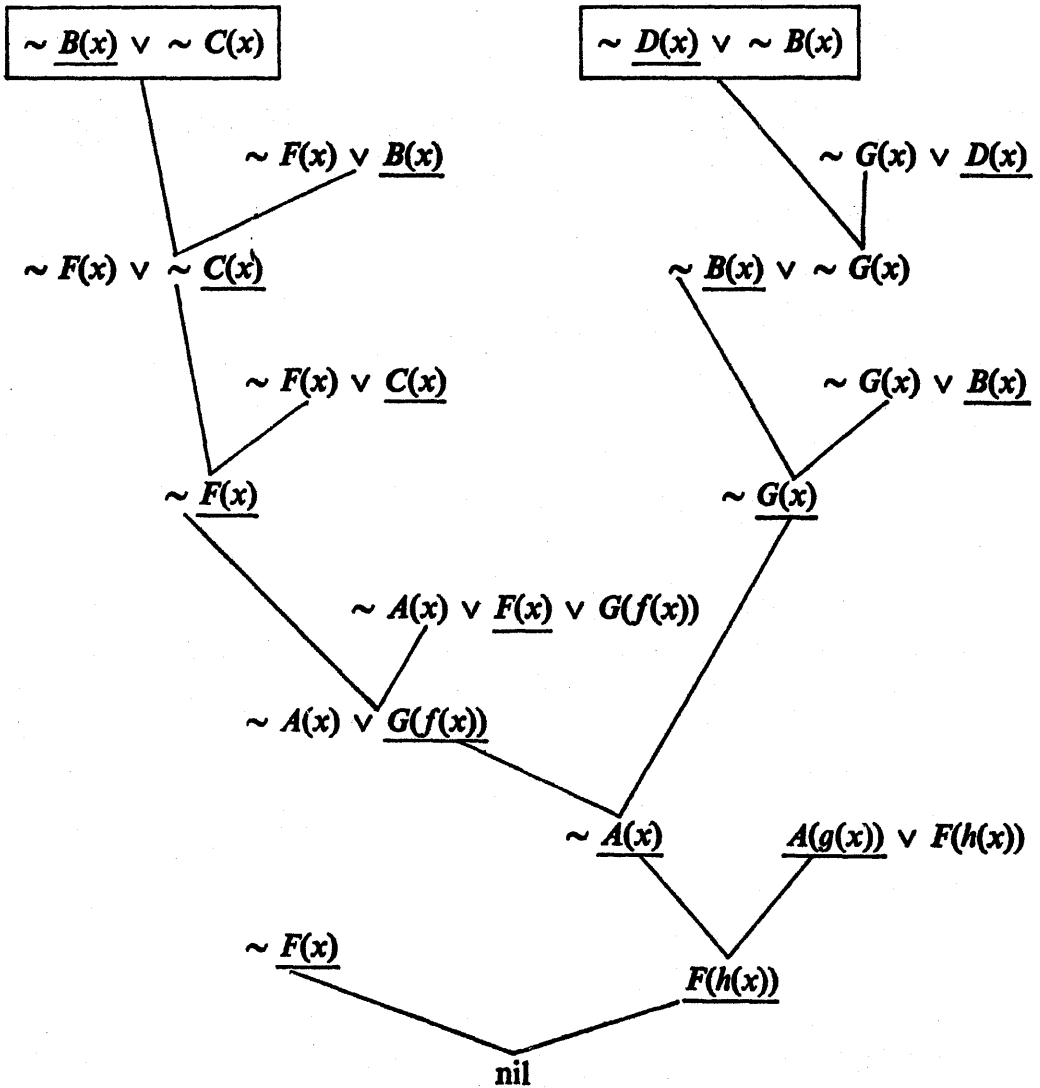 ~ B(x) ∨ ~ C(x)
~ D(x) ∨ ~ B(x)
~ F(x) ∨ B(x)
~ G(x) ∨ D(x)
~ F(x) ∨ ~ C(x)
~ B(x) ∨ ~ G(x)
~ F(x) ∨ C(x)
~ G(x) ∨ B(x)
~ F(x)
~ G(x)
~ A(x) ∨ F(x) ∨ G(f(x))
~ A(x) ∨ G(f(x))
~ A(x)
A(g(x)) ∨ F(h(x))
~ F(x)
F(h(x))
nil